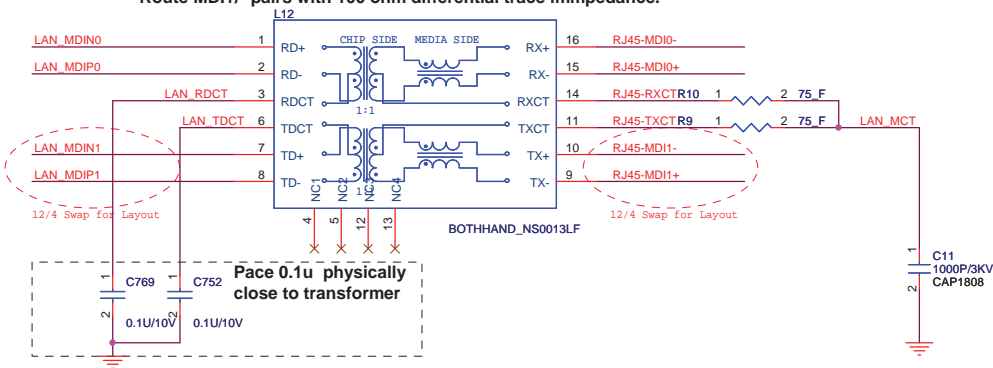 Route MDI+/- pairs with 100 ohm differential trace immpedance.
L12
LAN_MDIN0 1 RD+ CHIP SIDE MEDIA SIDE RX+ 16 RJ45-MDI0-
LAN_MDIP0 2 RD- RX- 15 RJ45-MDI0+
LAN_RDCT 3 RDCT 1:1 RXCT 14 RJ45-RXCT R10 1 2 75_F
LAN_TDCT 6 TDCT TXCT 11 RJ45-TXCT R9 1 2 75_F LAN_MCT
LAN_MDIN1 7 TD+ TX+ 10 RJ45-MDI1-
LAN_MDIP1 8 TD- TX- 9 RJ45-MDI1+
NC1 NC2 NC3 NC4
4 5 12 13
12/4 Swap for Layout
12/4 Swap for Layout
BOTHHAND_NS0013LF
Pace 0.1u physically
close to transformer
1 C769 2 0.1U/10V
1 C752 2 0.1U/10V
1 C11
1000P/3KV
2 CAP1808